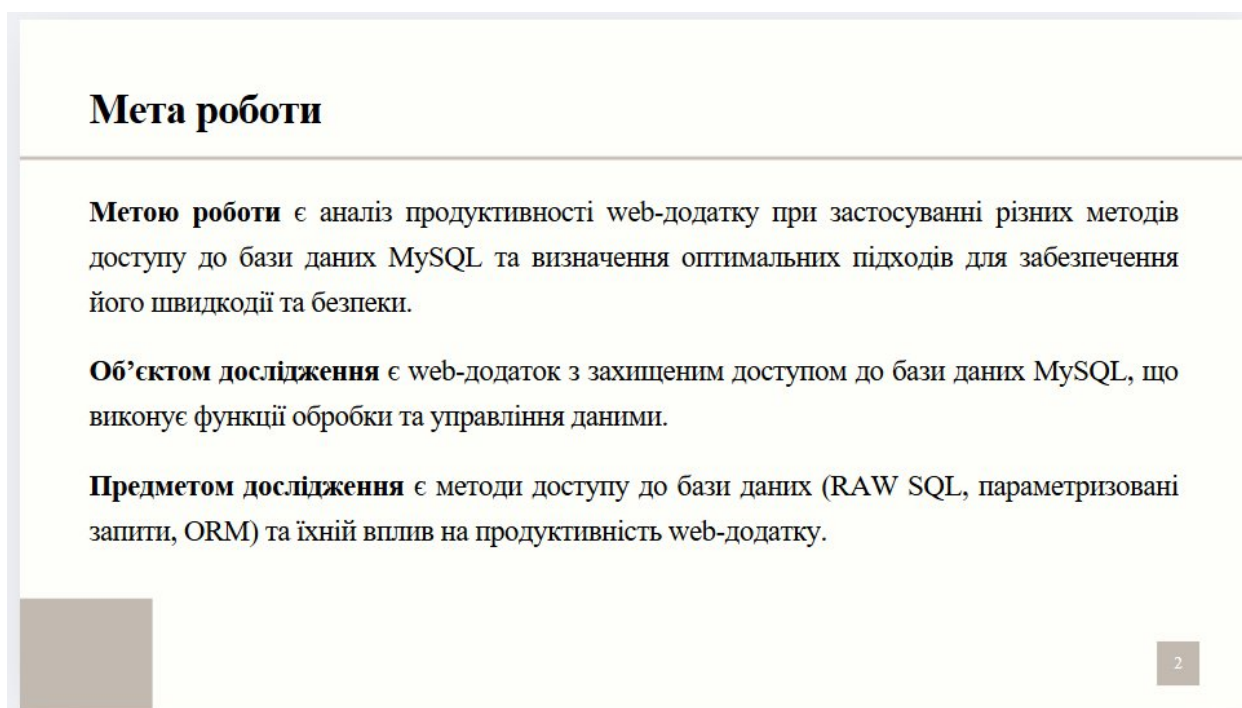 Мета роботи
Метою роботи є аналіз продуктивності web-додатку при застосуванні різних методів
доступу до бази даних MySQL та визначення оптимальних підходів для забезпечення
його швидкодії та безпеки.
Об’єктом дослідження є web-додаток з захищеним доступом до бази даних MySQL, що
виконує функції обробки та управління даними.
Предметом дослідження є методи доступу до бази даних (RAW SQL, параметризовані
запити, ORM) та їхній вплив на продуктивність web-додатку.
2